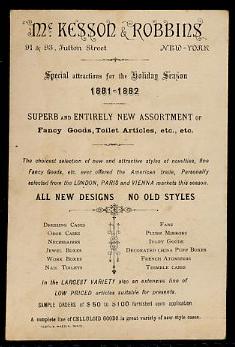 McKESSON & ROBBINS
91 & 93, Fulton Street NEW-YORK
Special attractions for the Holiday Season
1881-1882
SUPERB AND ENTIRELY NEW ASSORTMENT OF
Fancy Goods, Toilet Articles, etc., etc.
The choicest selection of new and attractive styles of novelties, fine
Fancy Goods, etc. ever offered the American trade, Personally
selected from the LONDON, PARIS and VIENNA markets this season.
ALL NEW DESIGNS NO OLD STYLES
DRESSING CASES FANS
ODOR CASES PLUSH MIRRORS
NECESSAIRES IVORY GOODS
JEWEL BOXES DECORATED CHINA PUFF BOXES
WORK BOXES FRENCH ATOMIZERS
NAIL TOILETS THIMBLE CASES
In the LARGEST VARIETY also an extensive line of
LOW PRICED articles suitable for presents.
SAMPLE ORDERS of $50 to $100 furnished upon application
A complete line of CELLULOID GOODS in great variety of new style cases.